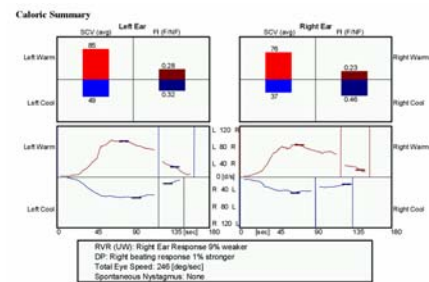 Caloric Summary
Left Ear
SCV (avg) FI (F/NF)
Left Warm
85
0.28
49
0.32
Left Cool
Right Ear
SCV (avg) FI (F/NF)
76
0.23
37
0.46
Right Warm
Right Cool
Left Warm
Left Cool
L 120 R
L 80 R
L 40 R
0 [d/s]
R 40 L
R 80 L
120
Right Warm
Right Cool
0 45 90 135 [sec]
[sec] 45 90 135 [sec] 180
RVR (UW): Right Ear Response 9% weaker
DP: Right beating response 1% stronger
Total Eye Speed: 246 [deg/sec]
Spontaneous Nystagmus: None